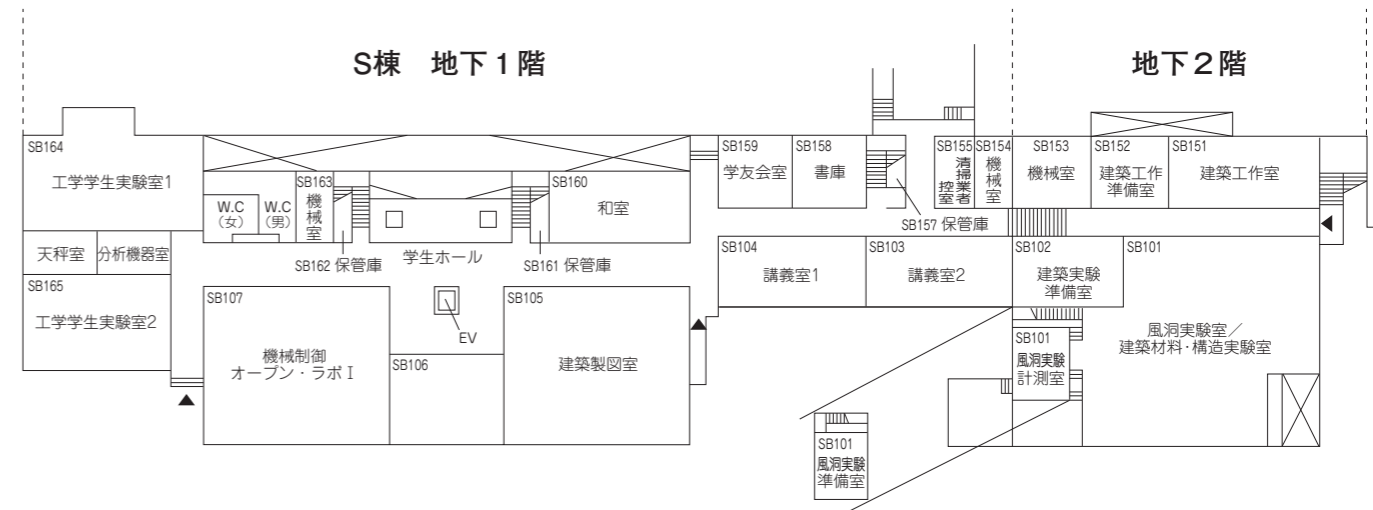 S棟 地下1階
地下2階
SB164
工学学生実験室1
天秤室
分析機器室
SB165
工学学生実験室2
W.C
(女)
W.C
(男)
SB163
機械室
SB162 保管庫
学生ホール
SB161 保管庫
SB160
和室
SB107
機械制御
オープン・ラボⅠ
SB106
EV
SB105
建築製図室
SB159
学友会室
SB158
書庫
SB157 保管庫
SB155
清掃業者
控室
SB154
機械室
SB153
機械室
SB152
建築工作
準備室
SB151
建築工作室
SB104
講義室1
SB103
講義室2
SB102
建築実験
準備室
SB101
風洞実験室/
建築材料・構造実験室
SB101
風洞実験
計測室
SB101
風洞実験
準備室